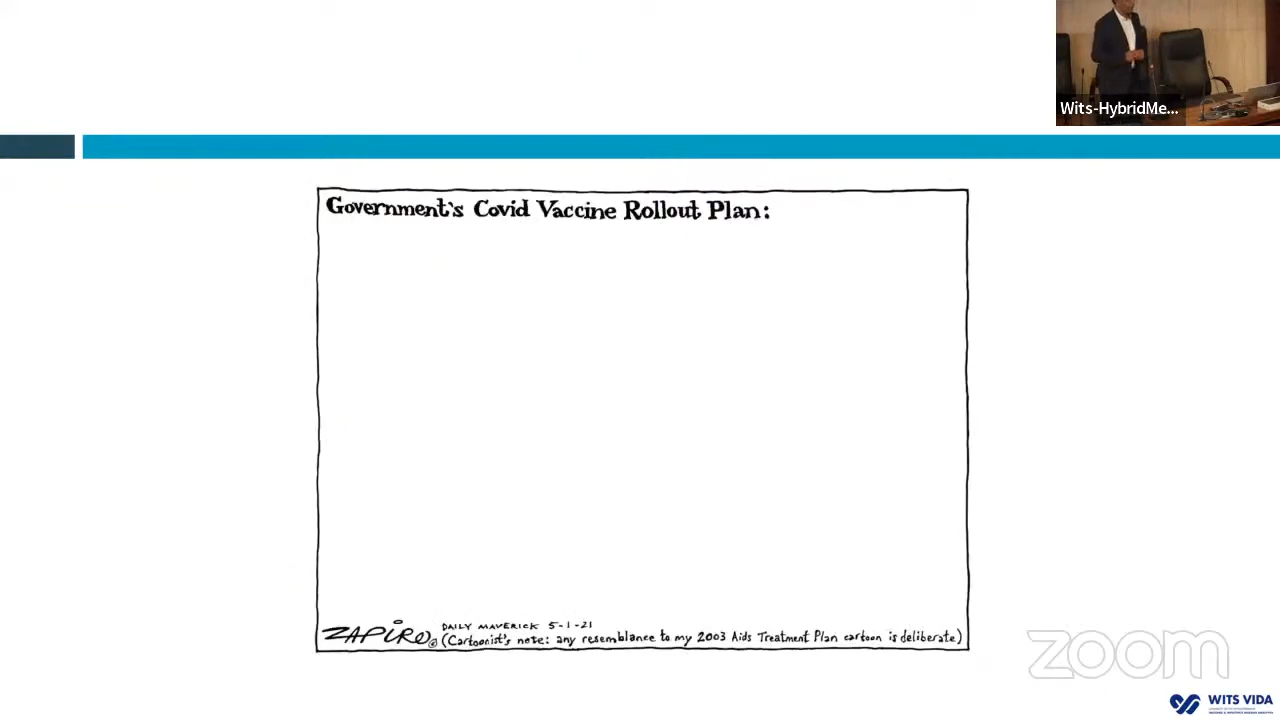 Wits-HybridMe...
Government's Covid Vaccine Rollout Plan:
DAILY MAVERICK 5-1-21
ZAPIRO © (Cartoonist's note: any resemblance to my 2003 Aids Treatment Plan cartoon is deliberate)
zoom
WITS VIDA